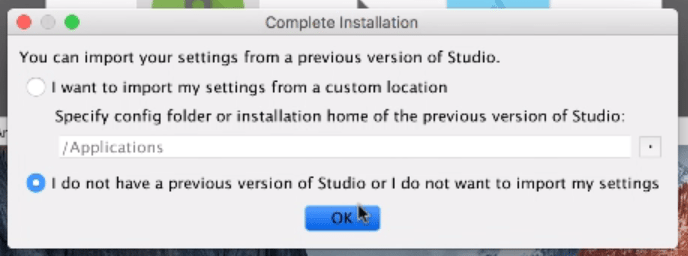 Complete Installation
You can import your settings from a previous version of Studio.
I want to import my settings from a custom location
Specify config folder or installation home of the previous version of Studio:
/Applications
I do not have a previous version of Studio or I do not want to import my settings
OK